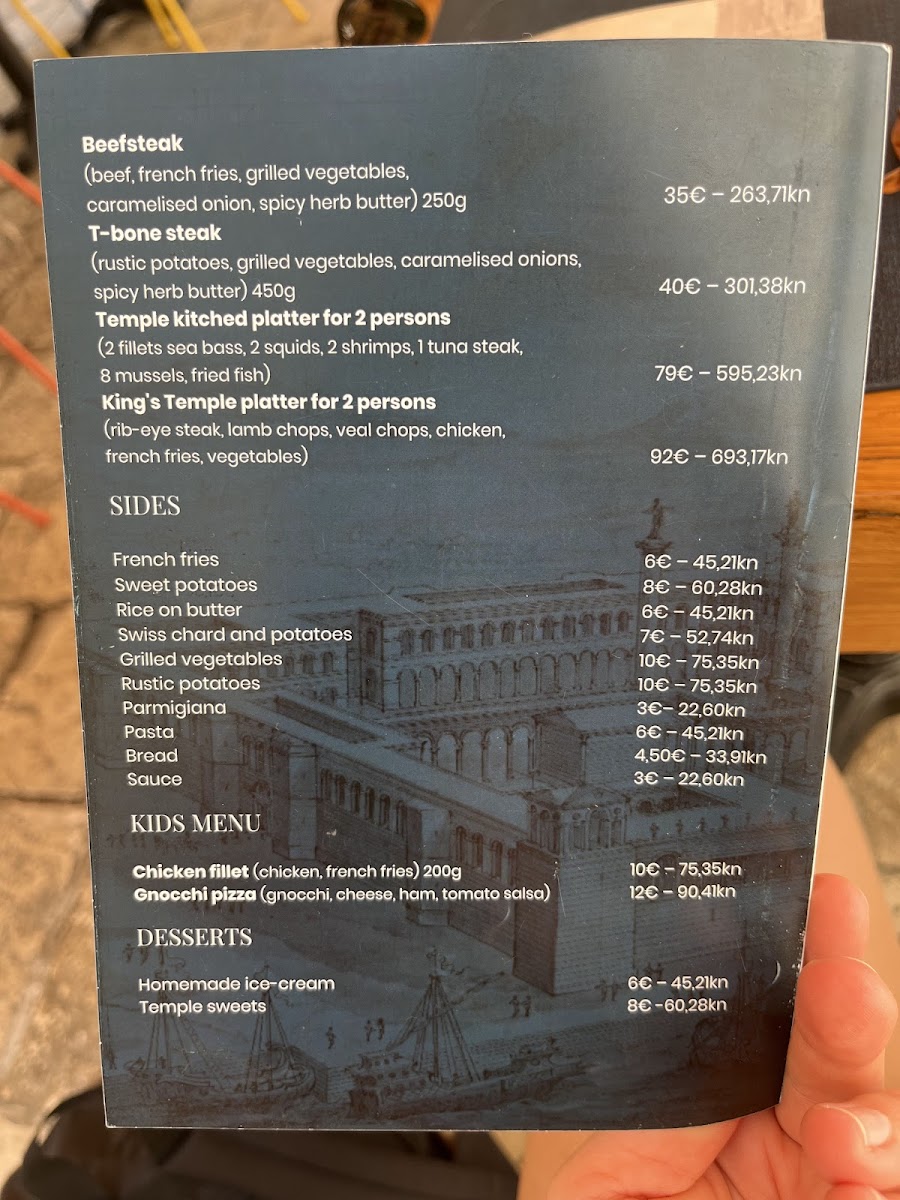 Beefsteak
(beef, french fries, grilled vegetables,
caramelised onion, spicy herb butter) 250g 35€ – 263,71kn
T-bone steak
(rustic potatoes, grilled vegetables, caramelised onions,
spicy herb butter) 450g 40€ – 301,38kn
Temple kitched platter for 2 persons
(2 fillets sea bass, 2 squids, 2 shrimps, 1 tuna steak,
8 mussels, fried fish) 79€ – 595,23kn
King's Temple platter for 2 persons
(rib-eye steak, lamb chops, veal chops, chicken,
french fries, vegetables) 92€ – 693,17kn
SIDES
French fries 6€ – 45,21kn
Sweet potatoes 8€ – 60,28kn
Rice on butter 6€ – 45,21kn
Swiss chard and potatoes 7€ – 52,74kn
Grilled vegetables 10€ – 75,35kn
Rustic potatoes 10€ – 75,35kn
Parmigiana 3€– 22,60kn
Pasta 6€ – 45,21kn
Bread 4,50€ – 33,91kn
Sauce 3€ – 22,60kn
KIDS MENU
Chicken fillet (chicken, french fries) 200g 10€ – 75,35kn
Gnocchi pizza (gnocchi, cheese, ham, tomato salsa) 12€ – 90,41kn
DESSERTS
Homemade ice-cream 6€ – 45,21kn
Temple sweets 8€ –60,28kn